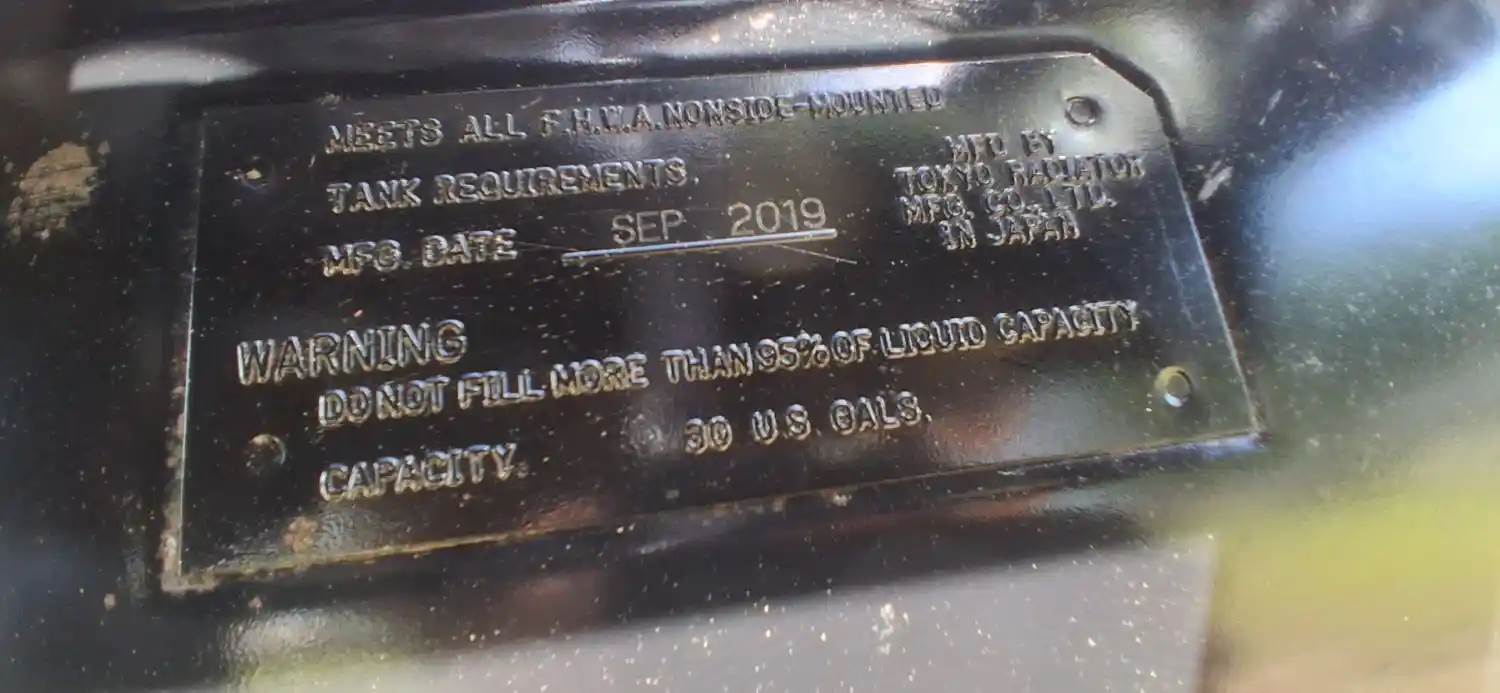 MEETS ALL F.H.W.A. NONSIDE-MOUNTED
TANK REQUIREMENTS.
MFG. DATE SEP 2019
MFD BY
TOKYO RADIATOR
MFG. CO., LTD.
IN JAPAN
WARNING
DO NOT FILL MORE THAN 95% OF LIQUID CAPACITY
CAPACITY. 30 U.S. GALS.